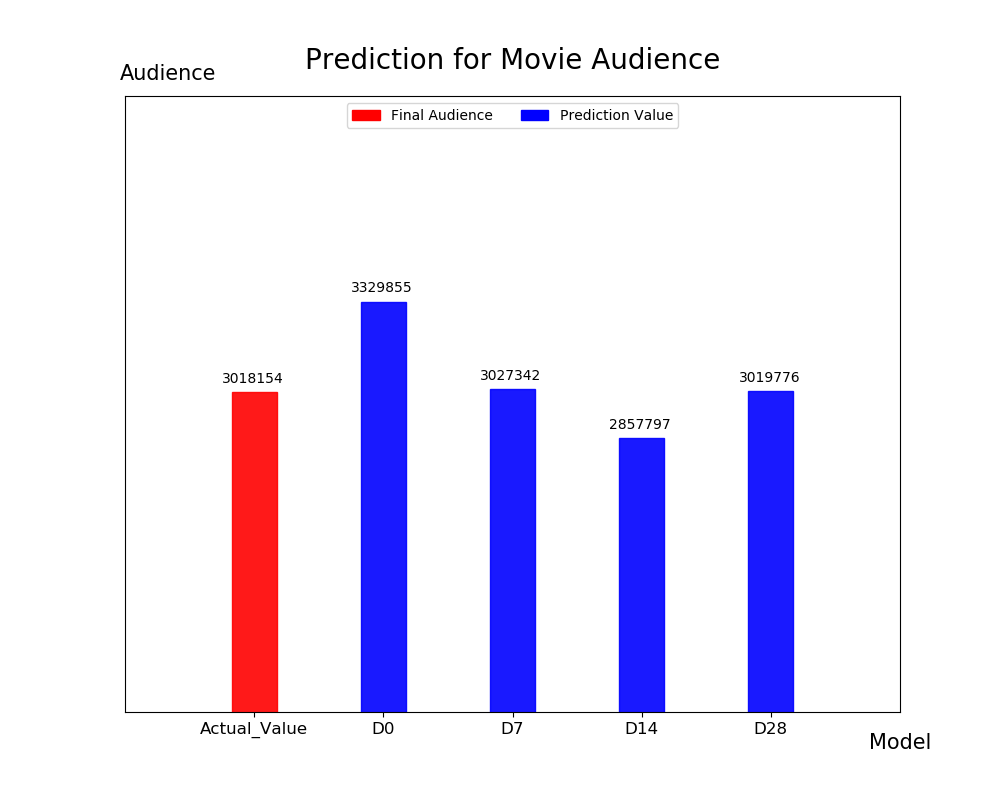 Prediction for Movie Audience
Audience
Final Audience
Prediction Value
3329855
3018154
3027342
2857797
3019776
Actual_Value
D0
D7
D14
D28
Model